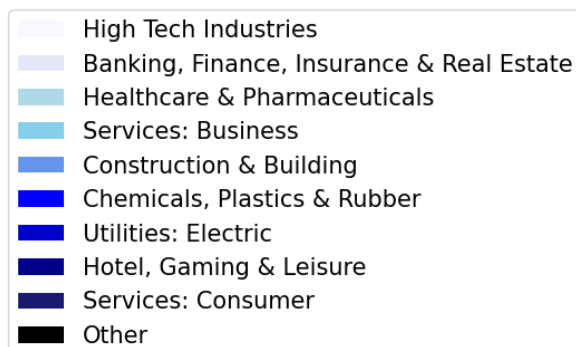 High Tech Industries
Banking, Finance, Insurance & Real Estate
Healthcare & Pharmaceuticals
Services: Business
Construction & Building
Chemicals, Plastics & Rubber
Utilities: Electric
Hotel, Gaming & Leisure
Services: Consumer
Other